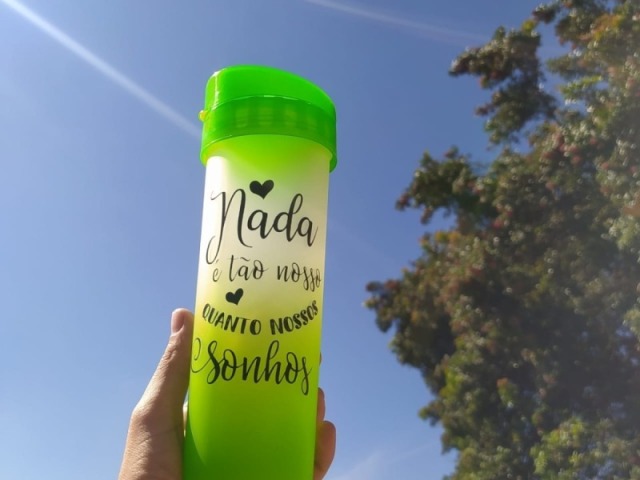 Nada
é tão nosso
QUANTO NOSSOS
sonhos